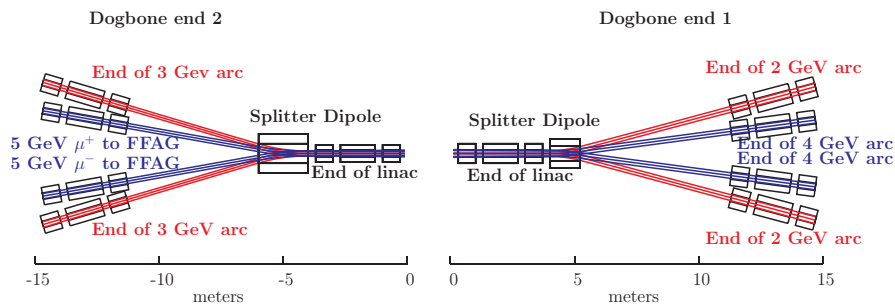 Dogbone end 2
End of 3 Gev arc
Splitter Dipole
5 GeV μ+ to FFAG
5 GeV μ- to FFAG
End of linac
End of 3 GeV arc
-15 -10 -5 0
meters
Dogbone end 1
End of 2 GeV arc
Splitter Dipole
End of 4 GeV arc
End of 4 GeV arc
End of linac
End of 2 GeV arc
0 5 10 15
meters